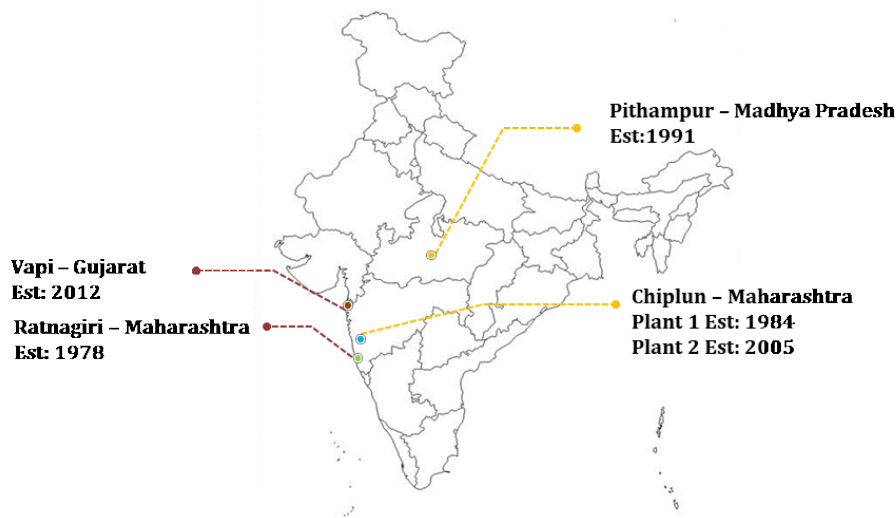 Pithampur – Madhya Pradesh
Est:1991
Vapi – Gujarat
Est: 2012
Ratnagiri – Maharashtra
Est: 1978
Chiplun – Maharashtra
Plant 1 Est: 1984
Plant 2 Est: 2005